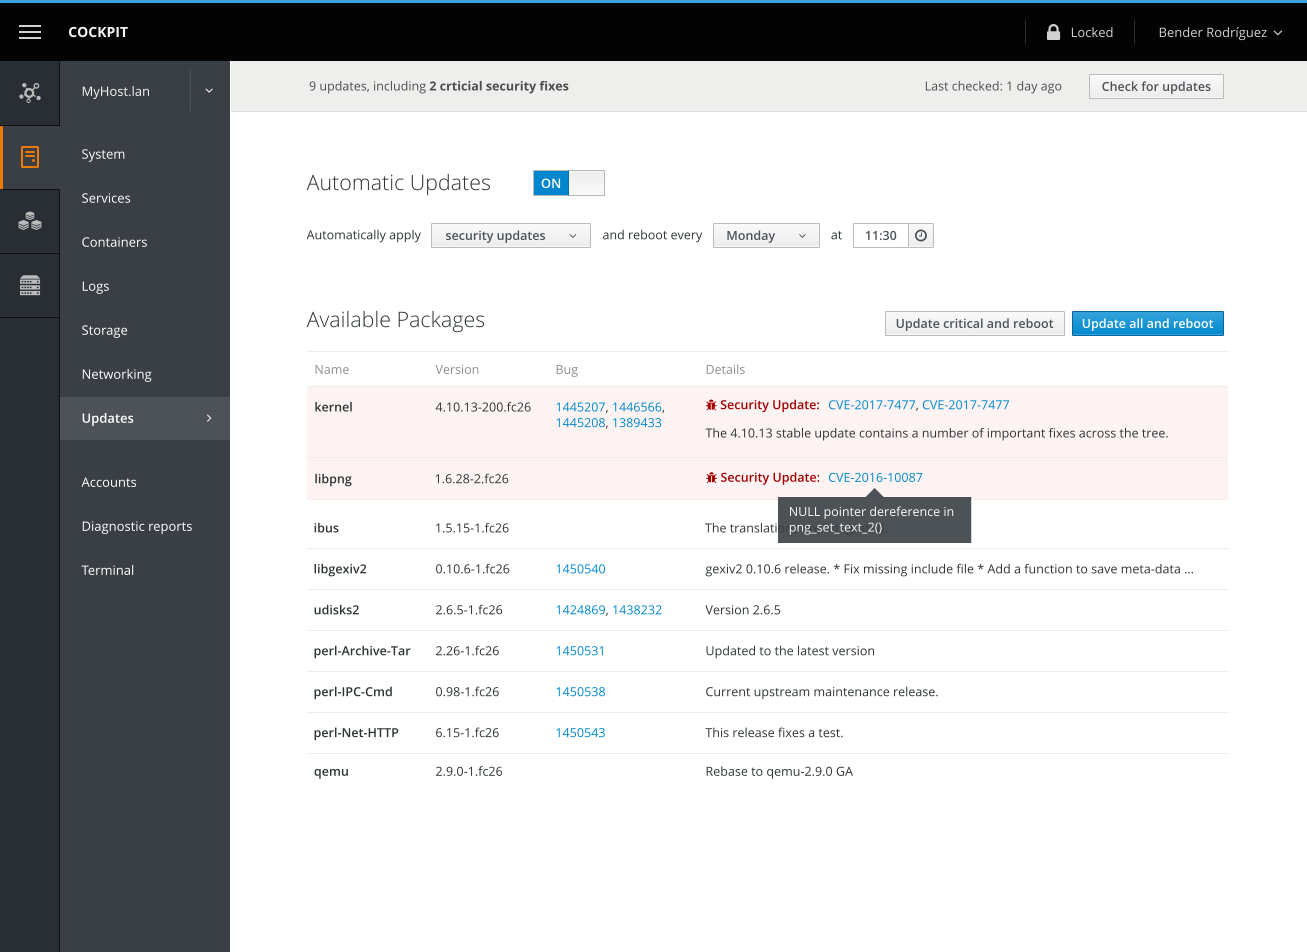 COCKPIT
Locked
Bender Rodríguez
MyHost.lan
System
Services
Containers
Logs
Storage
Networking
Updates
Accounts
Diagnostic reports
Terminal
9 updates, including 2 crticial security fixes
Last checked: 1 day ago
Check for updates
Automatic Updates
ON
Automatically apply security updates and reboot every Monday at 11:30
Available Packages
Update critical and reboot
Update all and reboot
Name Version Bug Details
kernel 4.10.13-200.fc26 1445207, 1446566, Security Update: CVE-2017-7477, CVE-2017-7477
1445208, 1389433
The 4.10.13 stable update contains a number of important fixes across the tree.
libpng 1.6.28-2.fc26 Security Update: CVE-2016-10087
NULL pointer dereference in
png_set_text_2()
ibus 1.5.15-1.fc26 The
libgexiv2 0.10.6-1.fc26 1450540 gexiv2 0.10.6 release. * Fix missing include file * Add a function to save meta-data ...
udisks2 2.6.5-1.fc26 1424869, 1438232 Version 2.6.5
perl-Archive-Tar 2.26-1.fc26 1450531 Updated to the latest version
perl-IPC-Cmd 0.98-1.fc26 1450538 Current upstream maintenance release.
perl-Net-HTTP 6.15-1.fc26 1450543 This release fixes a test.
qemu 2.9.0-1.fc26 Rebase to qemu-2.9.0 GA